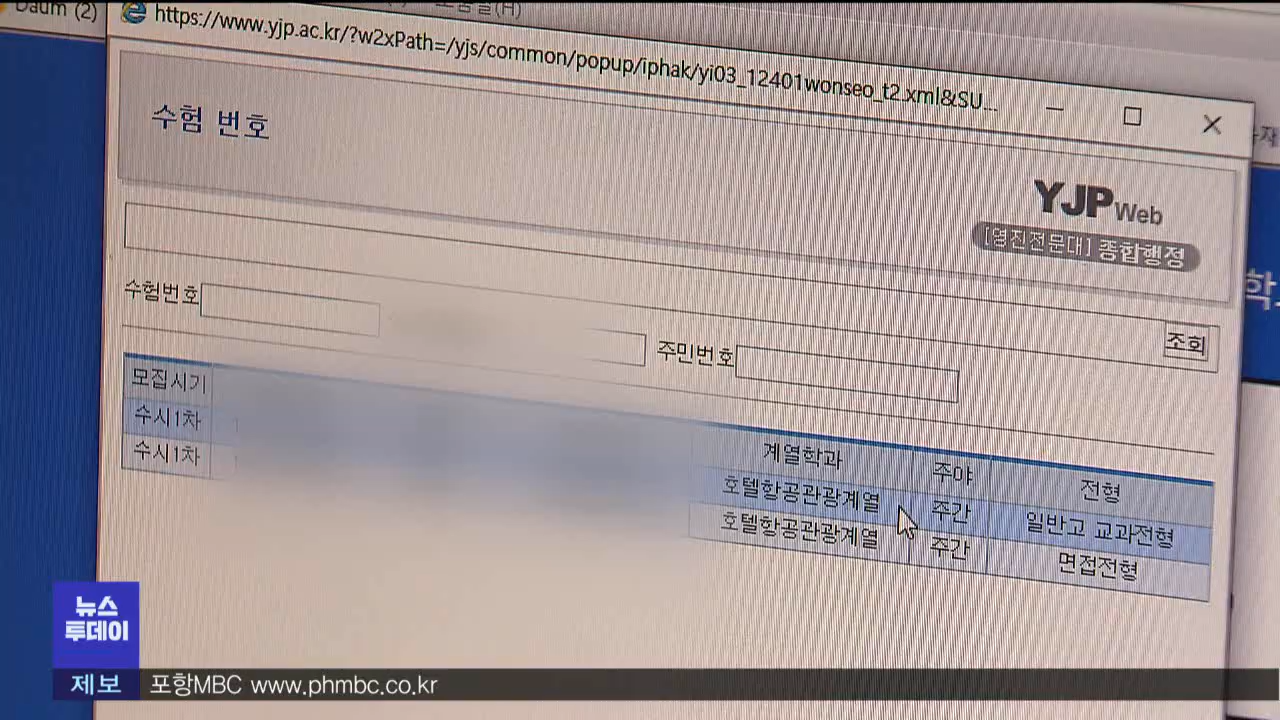 Daum (2)
도움말(H)
https://www.yjp.ac.kr/?w2xPath=/yjs/common/popup/iphak/yi03_12401wonseo_t2.xml&SU...
수험 번호
YJP Web
[영진전문대] 종합행정
조회
수험번호
주민번호
모집시기 계열학과 주야 전형
수시1차 호텔항공관광계열 주간 일반고 교과전형
수시1차 호텔항공관광계열 주간 면접전형
뉴스
투데이
제보 포항MBC www.phmbc.co.kr